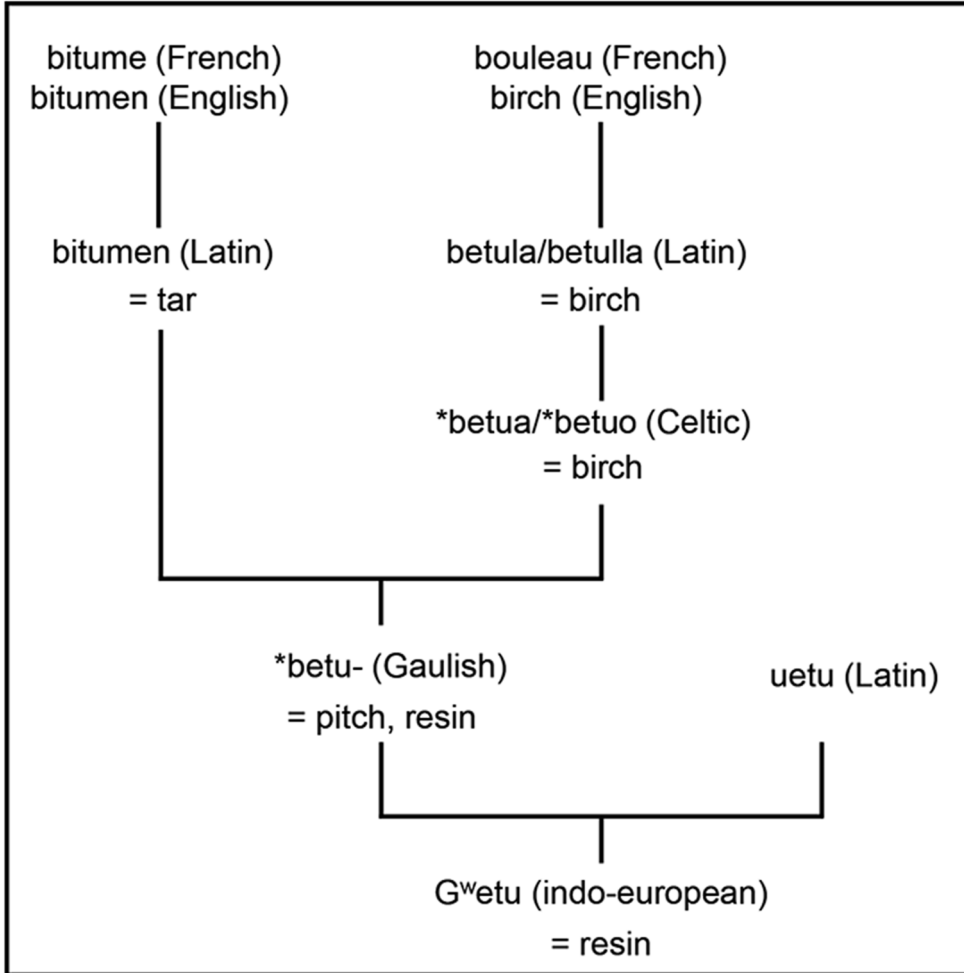 bitume (French)
bitumen (English)
bouleau (French)
birch (English)
bitumen (Latin)
= tar
betula/betulla (Latin)
= birch
*betua/*betuo (Celtic)
= birch
*betu- (Gaulish)
= pitch, resin
uetu (Latin)
Gʷetu (indo-european)
= resin